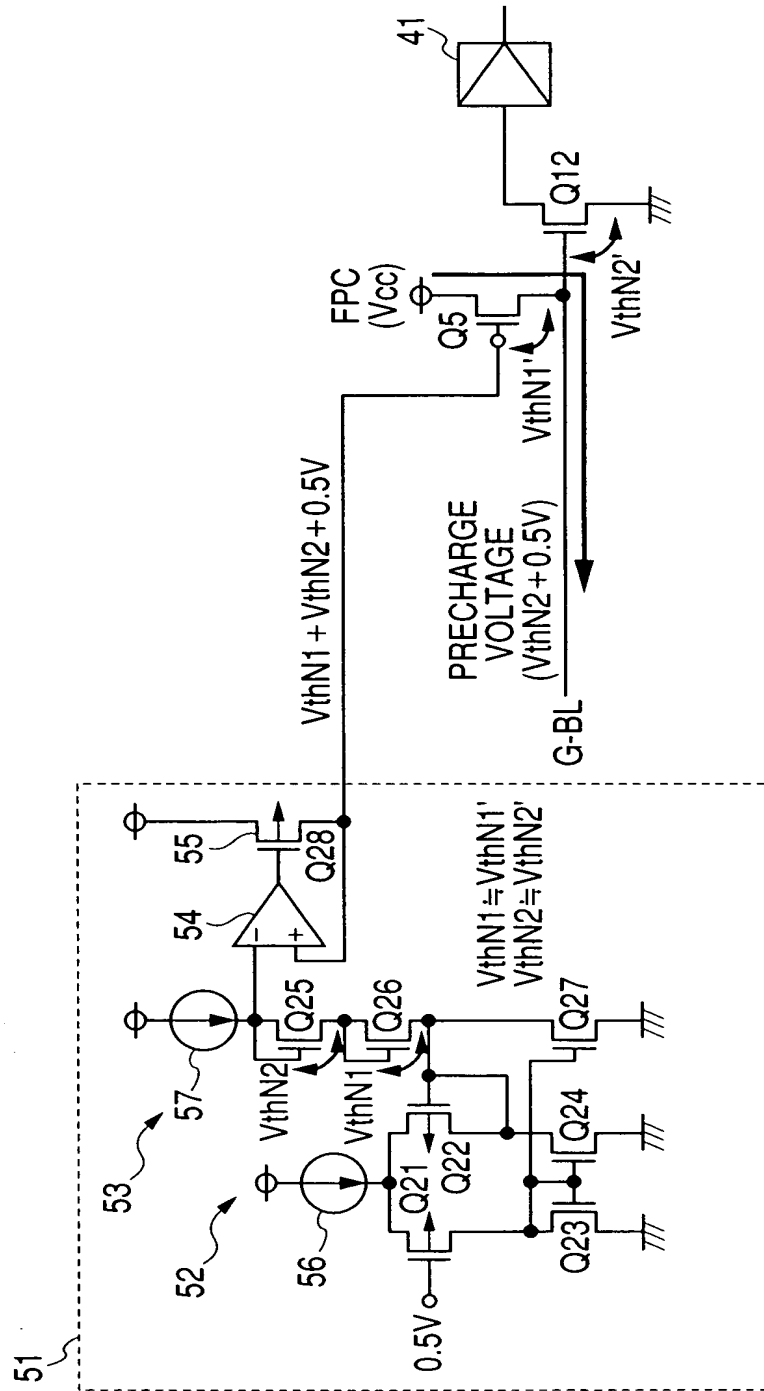 51
52
53
56
57
54
55
0.5V
Q21
Q22
Q23
Q24
Q25
Q26
Q27
Q28
VthN2
VthN1
−
+
VthN1≒VthN1'
VthN2≒VthN2'
VthN1+VthN2+0.5V
PRECHARGE
VOLTAGE
(VthN2+0.5V)
G-BL
FPC
(Vcc)
Q5
VthN1'
Q12
VthN2'
41